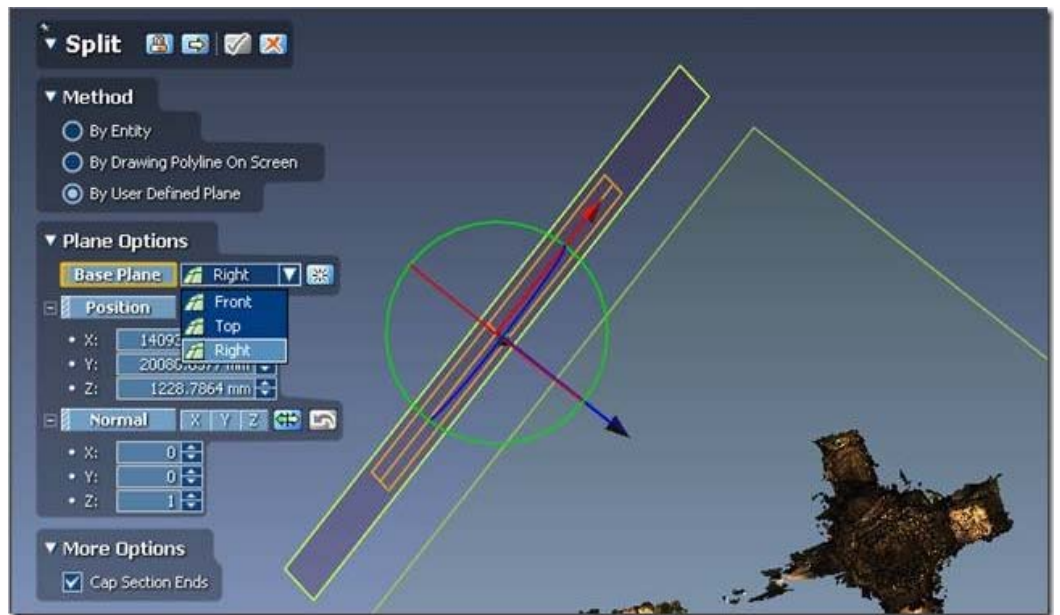 Split
Method
By Entity
By Drawing Polyline On Screen
By User Defined Plane
Plane Options
Base Plane Right
Front
Position
Top
Right
X: 14093
Y:
Z: 1228.7864 mm
Normal X Y Z
X: 0
Y: 0
Z: 1
More Options
Cap Section Ends